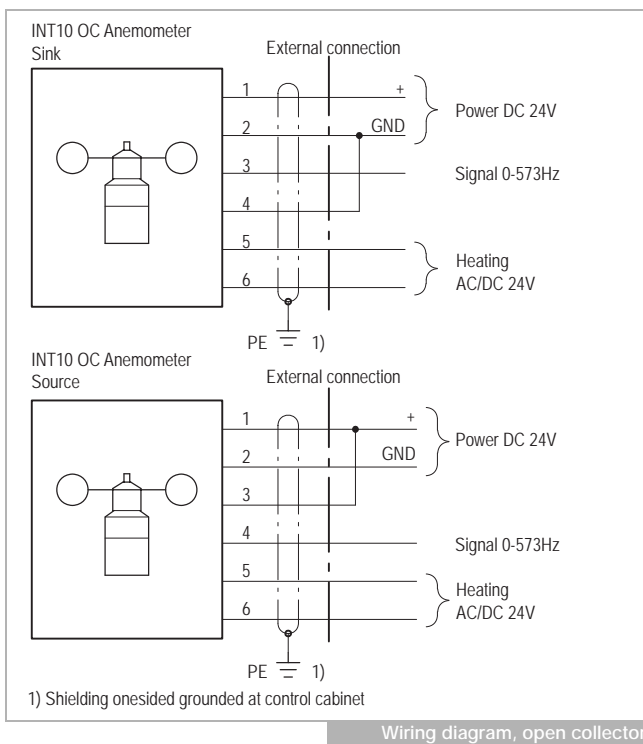 INT10 OC Anemometer
Sink
External connection
1
+
Power DC 24V
2
GND
3
Signal 0-573Hz
4
5
Heating
AC/DC 24V
6
PE
1)
INT10 OC Anemometer
Source
External connection
1
+
Power DC 24V
2
GND
3
4
Signal 0-573Hz
5
Heating
AC/DC 24V
6
PE
1)
1) Shielding onesided grounded at control cabinet
Wiring diagram, open collector